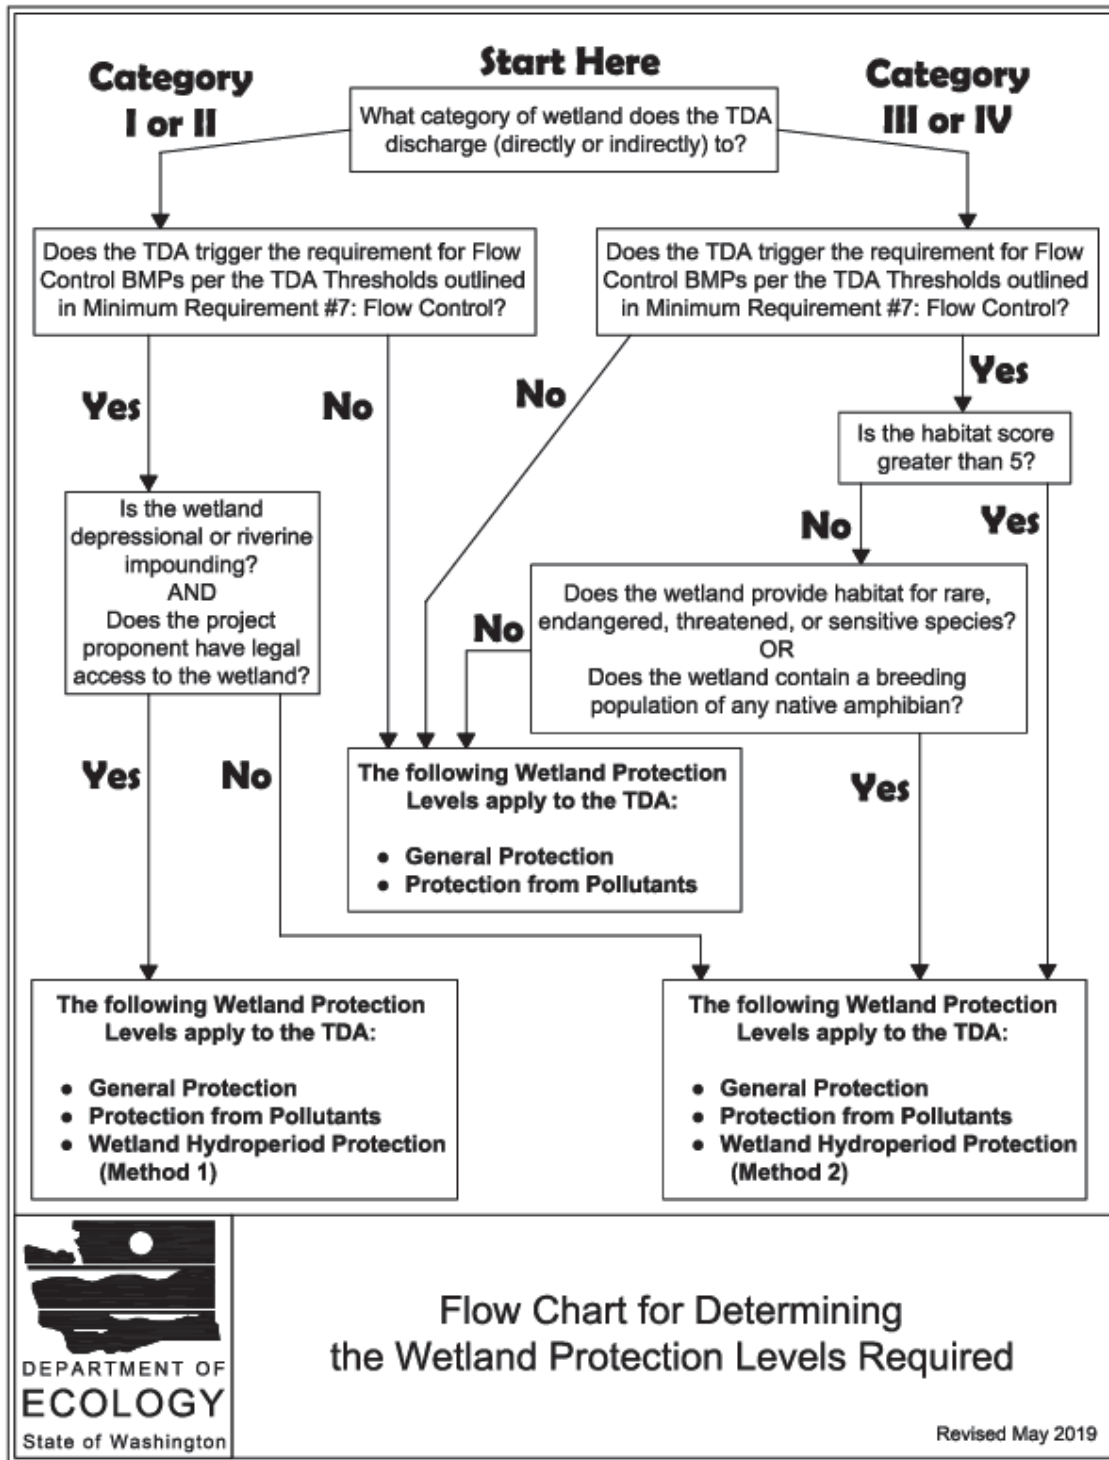 Start Here
Category
I or II
Category
III or IV
What category of wetland does the TDA
discharge (directly or indirectly) to?
Does the TDA trigger the requirement for Flow
Control BMPs per the TDA Thresholds outlined
in Minimum Requirement #7: Flow Control?
Does the TDA trigger the requirement for Flow
Control BMPs per the TDA Thresholds outlined
in Minimum Requirement #7: Flow Control?
Yes
No
No
Yes
Is the habitat score
greater than 5?
Is the wetland
depressional or riverine
impounding?
AND
Does the project
proponent have legal
access to the wetland?
No
Yes
Does the wetland provide habitat for rare,
endangered, threatened, or sensitive species?
OR
Does the wetland contain a breeding
population of any native amphibian?
No
Yes
No
Yes
The following Wetland Protection
Levels apply to the TDA:
● General Protection
● Protection from Pollutants
The following Wetland Protection
Levels apply to the TDA:
● General Protection
● Protection from Pollutants
● Wetland Hydroperiod Protection
(Method 1)
The following Wetland Protection
Levels apply to the TDA:
● General Protection
● Protection from Pollutants
● Wetland Hydroperiod Protection
(Method 2)
DEPARTMENT OF
ECOLOGY
State of Washington
Flow Chart for Determining
the Wetland Protection Levels Required
Revised May 2019